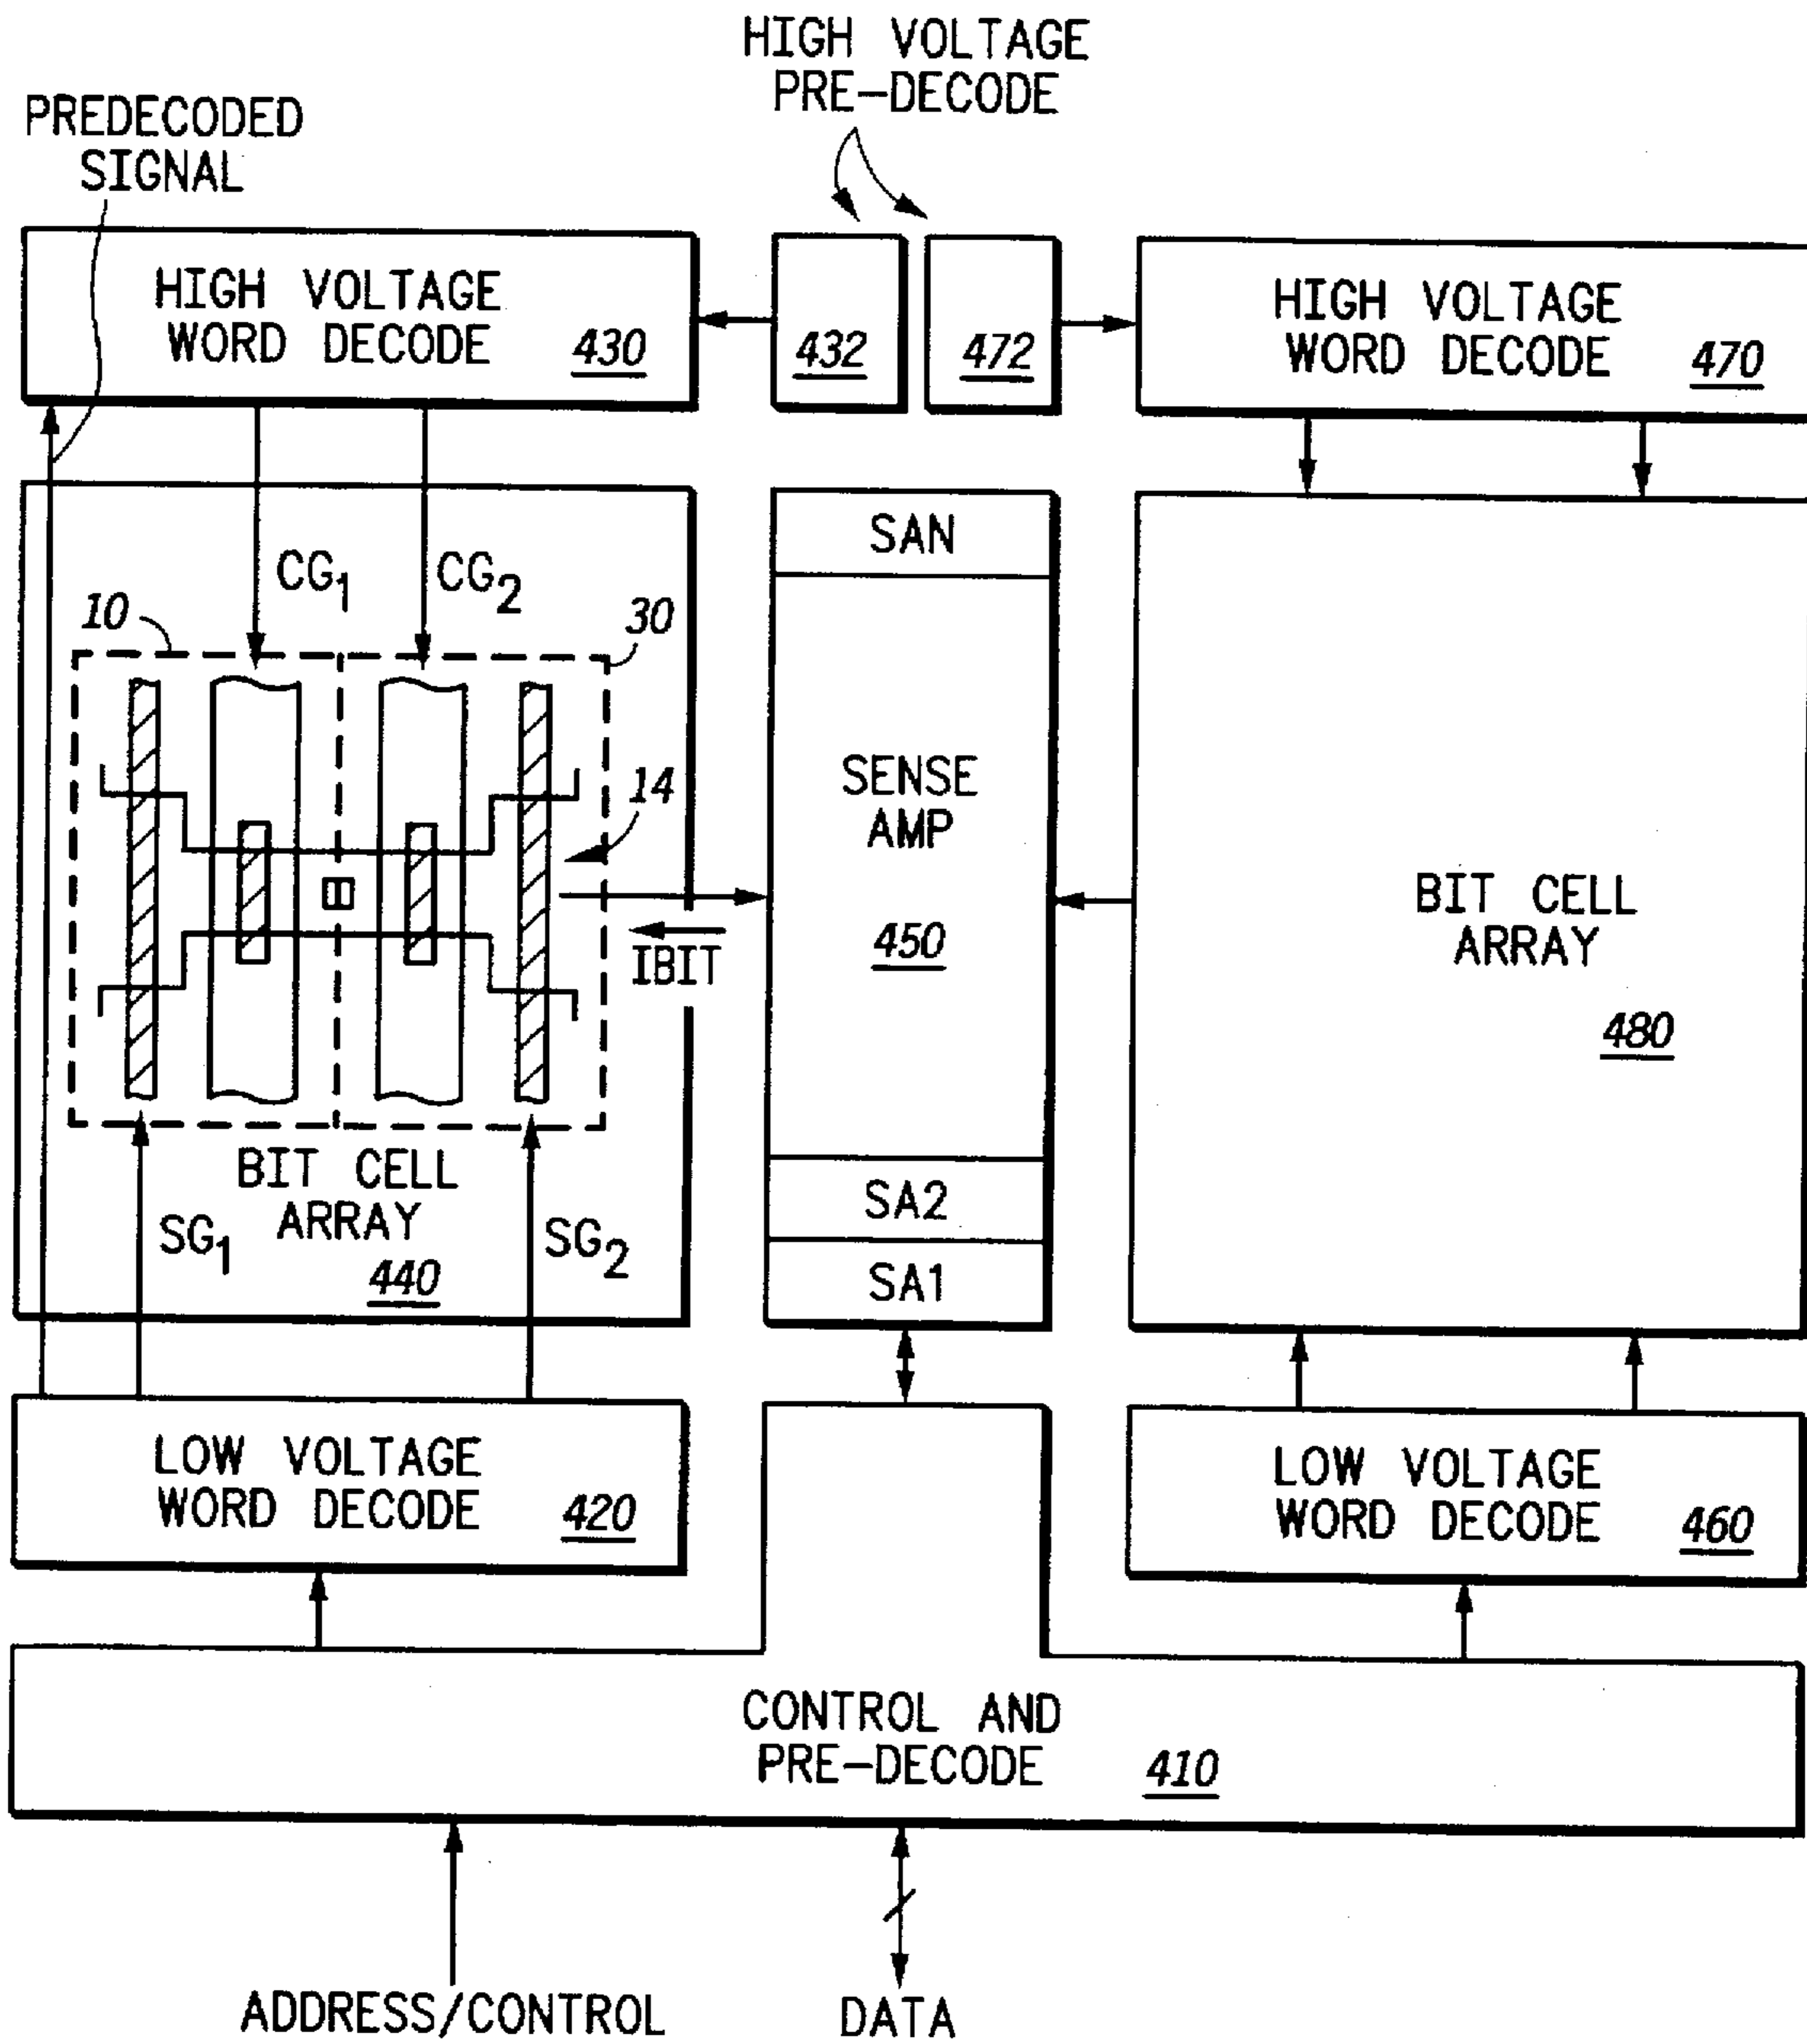 HIGH VOLTAGE
PRE-DECODE
PREDECODED
SIGNAL
HIGH VOLTAGE
WORD DECODE 430
432
472
HIGH VOLTAGE
WORD DECODE 470
CG1
CG2
10
30
14
IBIT
BIT CELL
ARRAY
440
SG1
SG2
SAN
SENSE
AMP
450
SA2
SA1
BIT CELL
ARRAY
480
LOW VOLTAGE
WORD DECODE 420
LOW VOLTAGE
WORD DECODE 460
CONTROL AND
PRE-DECODE 410
ADDRESS/CONTROL
DATA